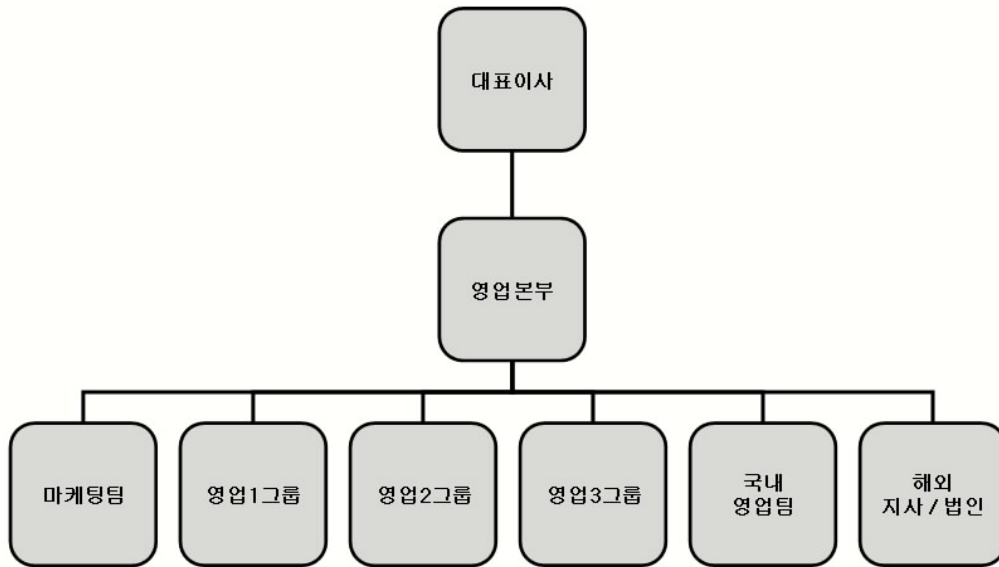 대표이사
영업본부
마케팅팀
영업1그룹
영업2그룹
영업3그룹
국내
영업팀
해외
지사 / 법인